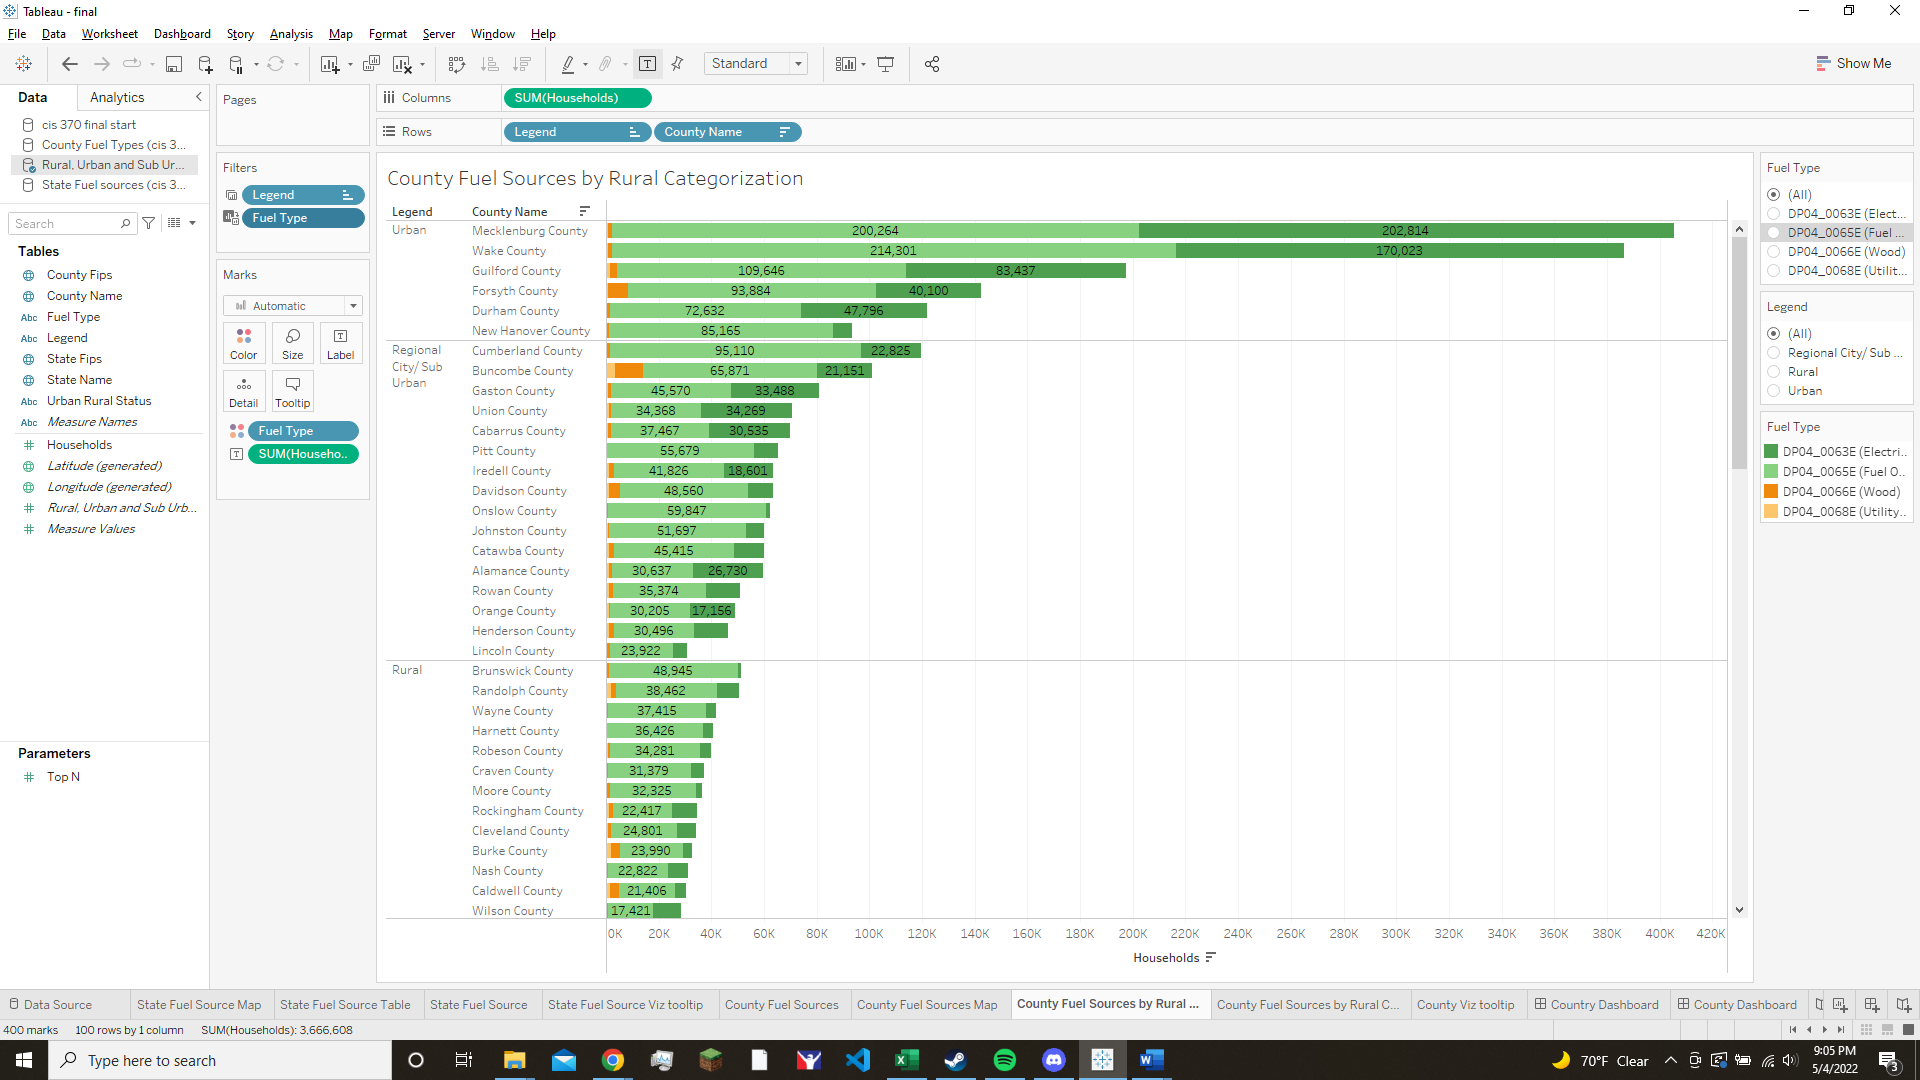 Tableau - final
File Data Worksheet Dashboard Story Analysis Map Format Server Window Help
Standard
Show Me
Data Analytics
cis 370 final start
County Fuel Types (cis 3...
Rural, Urban and Sub Ur...
State Fuel sources (cis 3...
Search
Tables
County Fips
County Name
Abc Fuel Type
Abc Legend
State Fips
State Name
Abc Urban Rural Status
Abc Measure Names
# Households
Latitude (generated)
Longitude (generated)
# Rural, Urban and Sub Urb...
# Measure Values
Parameters
# Top N
Pages
Filters
Legend
Fuel Type
Marks
Automatic
Color Size Label
Detail Tooltip
Fuel Type
SUM(Househo..
Columns SUM(Households)
Rows Legend County Name
County Fuel Sources by Rural Categorization
Legend County Name
Urban Mecklenburg County 200,264 202,814
Wake County 214,301 170,023
Guilford County 109,646 83,437
Forsyth County 93,884 40,100
Durham County 72,632 47,796
New Hanover County 85,165
Regional City/ Sub Urban Cumberland County 95,110 22,825
Buncombe County 65,871 21,151
Gaston County 45,570 33,488
Union County 34,368 34,269
Cabarrus County 37,467 30,535
Pitt County 55,679
Iredell County 41,826 18,601
Davidson County 48,560
Onslow County 59,847
Johnston County 51,697
Catawba County 45,415
Alamance County 30,637 26,730
Rowan County 35,374
Orange County 30,205 17,156
Henderson County 30,496
Lincoln County 23,922
Rural Brunswick County 48,945
Randolph County 38,462
Wayne County 37,415
Harnett County 36,426
Robeson County 34,281
Craven County 31,379
Moore County 32,325
Rockingham County 22,417
Cleveland County 24,801
Burke County 23,990
Nash County 22,822
Caldwell County 21,406
Wilson County 17,421
0K 20K 40K 60K 80K 100K 120K 140K 160K 180K 200K 220K 240K 260K 280K 300K 320K 340K 360K 380K 400K 420K
Households
Fuel Type
(All)
DP04_0063E (Elect...
DP04_0065E (Fuel ...
DP04_0066E (Wood)
DP04_0068E (Utilit...
Legend
(All)
Regional City/ Sub ...
Rural
Urban
Fuel Type
DP04_0063E (Electri..
DP04_0065E (Fuel O..
DP04_0066E (Wood)
DP04_0068E (Utility..
Data Source State Fuel Source Map State Fuel Source Table State Fuel Source State Fuel Source Viz tooltip County Fuel Sources County Fuel Sources Map County Fuel Sources by Rural ... County Fuel Sources by Rural C... County Viz tooltip Country Dashboard County Dashboard
400 marks 100 rows by 1 column SUM(Households): 3,666,608
Type here to search
70°F Clear
9:05 PM
5/4/2022
3